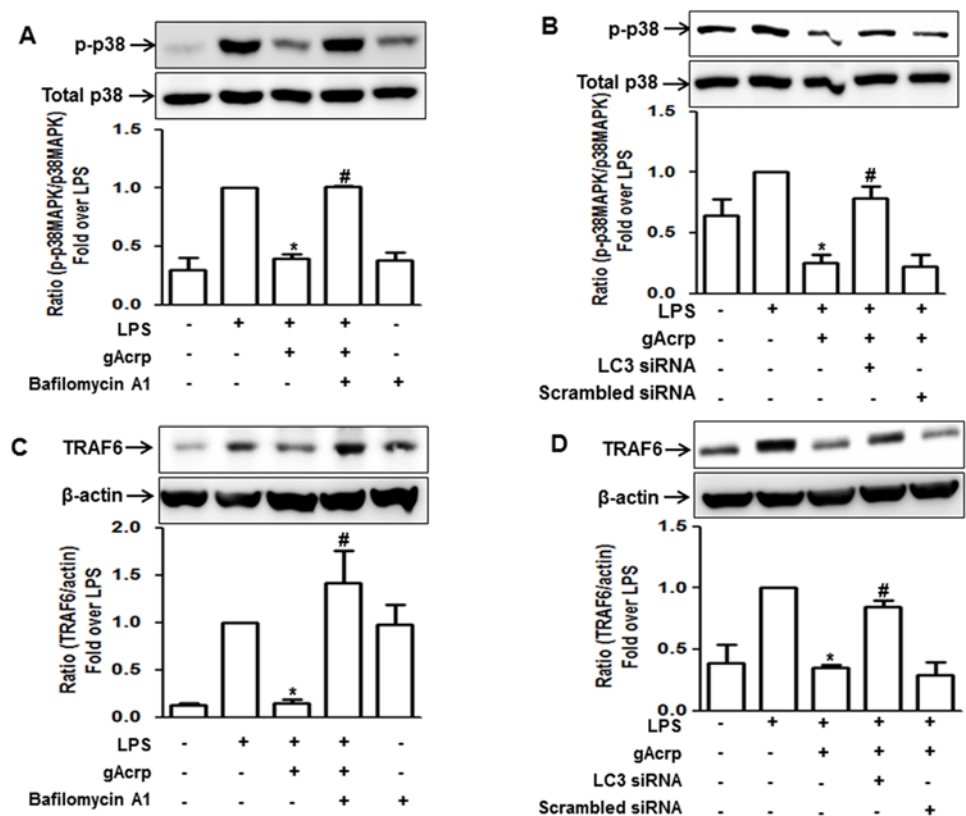 A
p-p38
Total p38
Ratio (p-p38MAPK/p38MAPK)
Fold over LPS
1.5
1.0
0.5
0.0
*
#
LPS - + + + -
gAcrp - - + + -
Bafilomycin A1 - - - + +
B
p-p38
Total p38
Ratio (p-p38MAPK/p38MAPK)
Fold over LPS
1.5
1.0
0.5
0.0
*
#
LPS - + + + +
gAcrp - - + + +
LC3 siRNA - - - + -
Scrambled siRNA - - - - +
C
TRAF6
β-actin
Ratio (TRAF6/actin)
Fold over LPS
2.0
1.5
1.0
0.5
0.0
*
#
LPS - + + + -
gAcrp - - + + -
Bafilomycin A1 - - - + +
D
TRAF6
β-actin
Ratio (TRAF6/actin)
Fold over LPS
1.5
1.0
0.5
0.0
*
#
LPS - + + + +
gAcrp - - + + +
LC3 siRNA - - - + -
Scrambled siRNA - - - - +